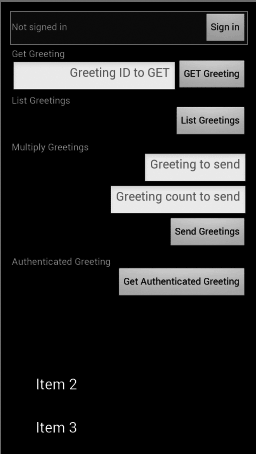 Not signed in
Sign in
Get Greeting
Greeting ID to GET
GET Greeting
List Greetings
List Greetings
Multiply Greetings
Greeting to send
Greeting count to send
Send Greetings
Authenticated Greeting
Get Authenticated Greeting
Item 2
Item 3